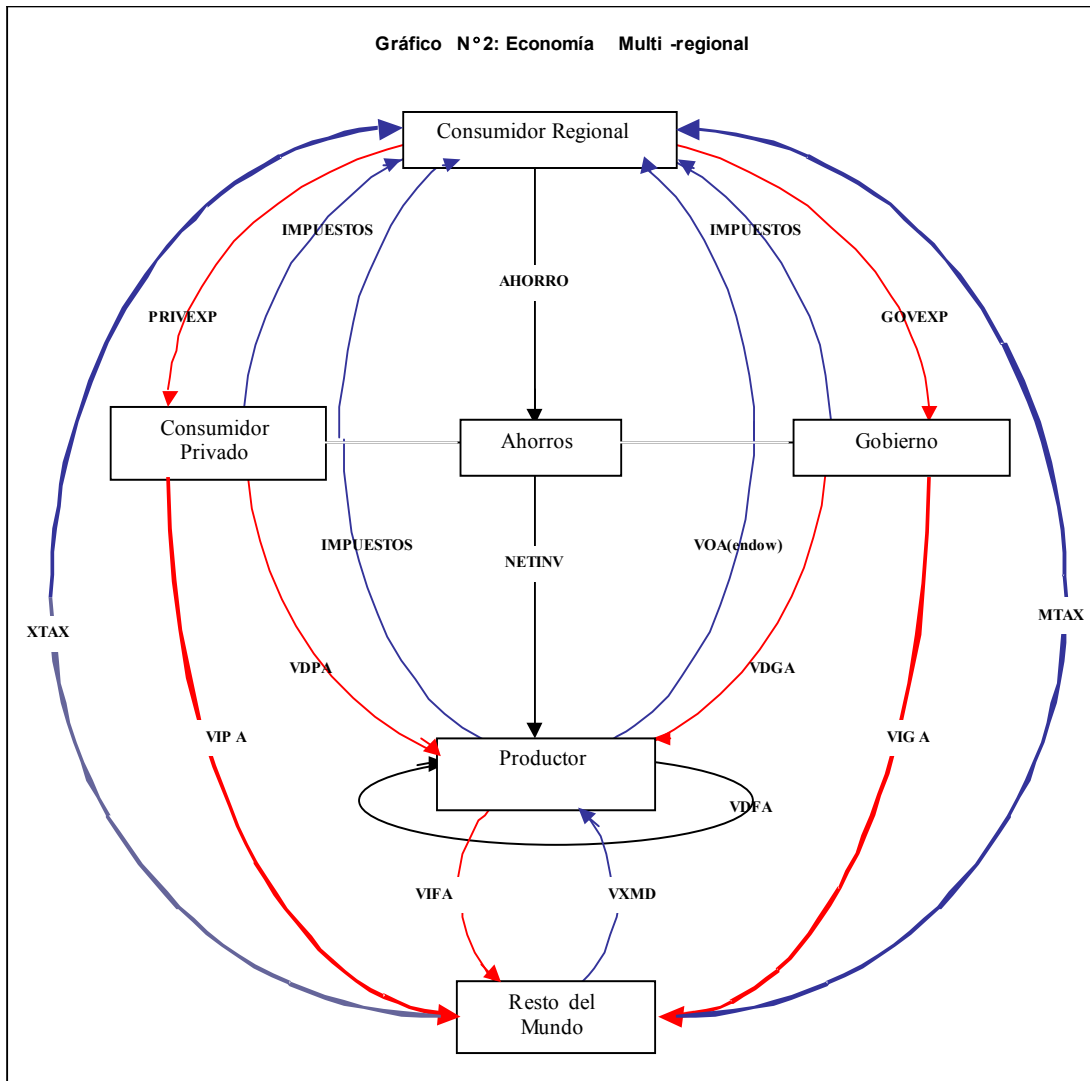 Gráfico N°2: Economía Multi -regional
Consumidor Regional
IMPUESTOS
IMPUESTOS
AHORRO
PRIVEXP
GOVEXP
Consumidor
Privado
Ahorros
Gobierno
IMPUESTOS
NETINV
VOA(endow)
XTAX
MTAX
VDPA
VDGA
VIP A
VIG A
Productor
VDFA
VIFA
VXMD
Resto del
Mundo